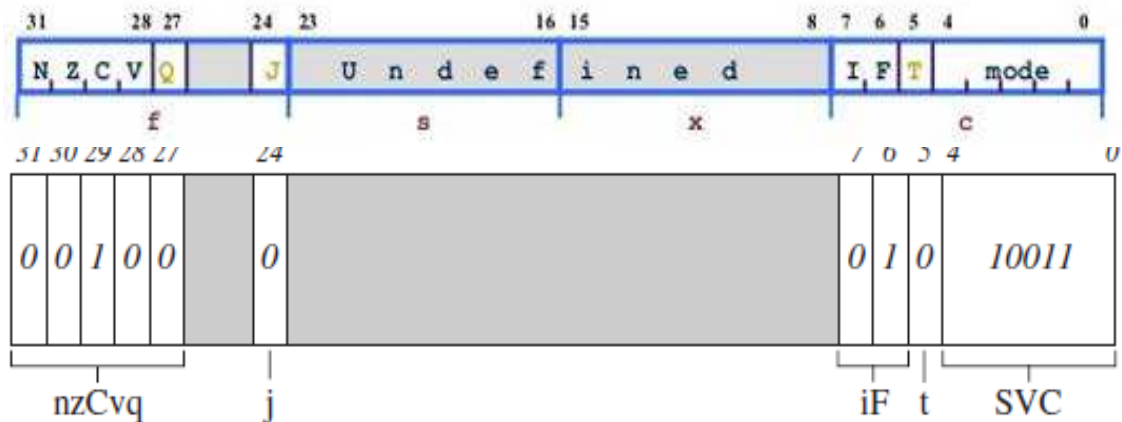 31 28 27 24 23 16 15 8 7 6 5 4 0
N Z C V Q J U n d e f i n e d I F T mode
f s x c
31 30 29 28 27 24 7 6 5 4 0
0 0 1 0 0 0 0 1 0 10011
nzCvq j iF t SVC